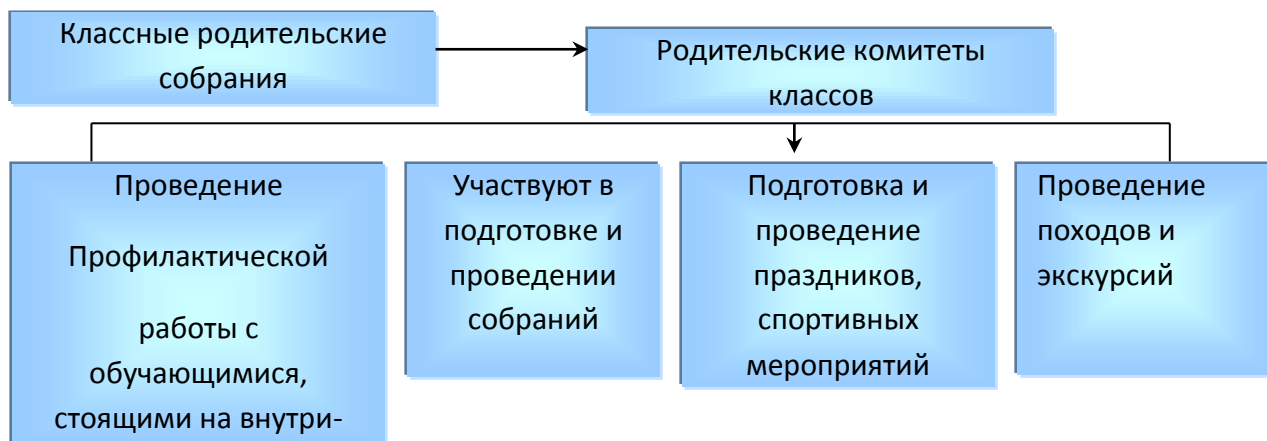 Классные родительские
собрания
Родительские комитеты
классов
Проведение
Профилактической
работы с
обучающимися,
стоящими на внутри-
Участвуют в
подготовке и
проведении
собраний
Подготовка и
проведение
праздников,
спортивных
мероприятий
Проведение
походов и
экскурсий